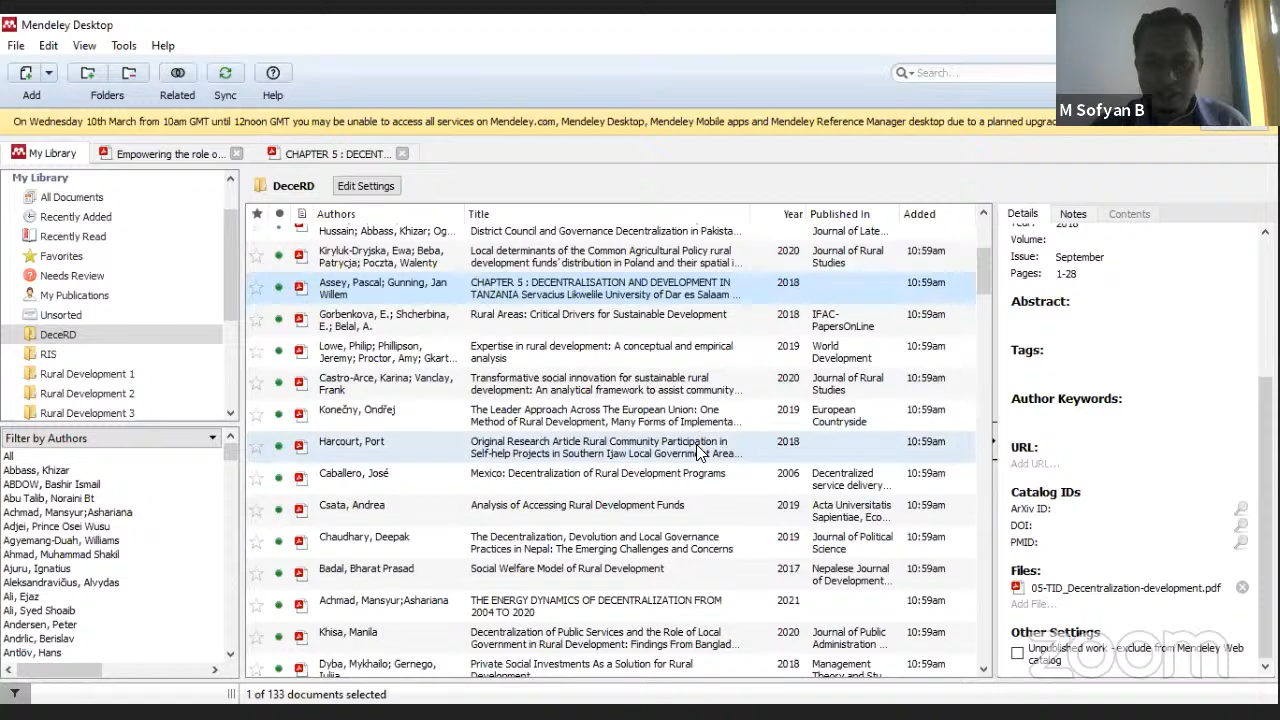 Mendeley Desktop
File Edit View Tools Help
Search...
Add Folders Related Sync Help
M Sofyan B
On Wednesday 10th March from 10am GMT until 12noon GMT you may be unable to access all services on Mendeley.com, Mendeley Desktop, Mendeley Mobile apps and Mendeley Reference Manager desktop due to a planned upgrad
My Library Empowering the role o... CHAPTER 5 : DECENT...
My Library
All Documents
Recently Added
Recently Read
Favorites
Needs Review
My Publications
Unsorted
DeceRD
RIS
Rural Development 1
Rural Development 2
Rural Development 3
Filter by Authors
All
Abbass, Khizar
ABDOW, Bashir Ismail
Abu Talib, Noraini Bt
Achmad, Mansyur;Ashariana
Adjei, Prince Osei Wusu
Agyemang-Duah, Williams
Ahmad, Muhammad Shakil
Ajuru, Ignatius
Aleksandravičius, Alvydas
Ali, Ejaz
Ali, Syed Shoaib
Andersen, Peter
Andrlic, Berislav
Antlöv, Hans
DeceRD Edit Settings
Authors Title Year Published In Added
Hussain; Abbass, Khizar; Og... District Council and Governance Decentralization in Pakista... Journal of Late...
Kiryluk-Dryjska, Ewa; Beba, Local determinants of the Common Agricultural Policy rural 2020 Journal of Rural 10:59am
Patrycja; Poczta, Walenty development funds' distribution in Poland and their spatial i... Studies
Assey, Pascal; Gunning, Jan CHAPTER 5 : DECENTRALISATION AND DEVELOPMENT IN 2018 10:59am
Willem TANZANIA Servacius Likwelile University of Dar es Salaam ...
Gorbenkova, E.; Shcherbina, Rural Areas: Critical Drivers for Sustainable Development 2018 IFAC- 10:59am
E.; Belal, A. PapersOnLine
Lowe, Philip; Phillipson, Expertise in rural development: A conceptual and empirical 2019 World 10:59am
Jeremy; Proctor, Amy; Gkart... analysis Development
Castro-Arce, Karina; Vanclay, Transformative social innovation for sustainable rural 2020 Journal of Rural 10:59am
Frank development: An analytical framework to assist community... Studies
Konečny, Ondřej The Leader Approach Across The European Union: One 2019 European 10:59am
Method of Rural Development, Many Forms of Implementa... Countryside
Harcourt, Port Original Research Article Rural Community Participation in 2018 10:59am
Self-help Projects in Southern Ijaw Local Government Area...
Caballero, José Mexico: Decentralization of Rural Development Programs 2006 Decentralized 10:59am
service delivery...
Csata, Andrea Analysis of Accessing Rural Development Funds 2019 Acta Universitatis 10:59am
Sapientiae, Eco...
Chaudhary, Deepak The Decentralization, Devolution and Local Governance 2019 Journal of Political 10:59am
Practices in Nepal: The Emerging Challenges and Concerns Science
Badal, Bharat Prasad Social Welfare Model of Rural Development 2017 Nepalese Journal 10:59am
of Development...
Achmad, Mansyur;Ashariana THE ENERGY DYNAMICS OF DECENTRALIZATION FROM 2021 10:59am
2004 TO 2020
Khisa, Manila Decentralization of Public Services and the Role of Local 2020 Journal of Public 10:59am
Government in Rural Development: Findings From Banglad... Administration ...
Dyba, Mykhailo; Gernego, Private Social Investments As a Solution for Rural 2018 Management 10:59am
Iuliia Development Theory and Stu...
1 of 133 documents selected
Details Notes Contents
2018
Volume:
Issue: September
Pages: 1-28
Abstract:
Tags:
Author Keywords:
URL:
Add URL...
Catalog IDs
ArXiv ID:
DOI:
PMID:
Files:
05-TID_Decentralization-development.pdf
Add File...
Other Settings
Unpublished work - exclude from Mendeley Web
catalog
zoom